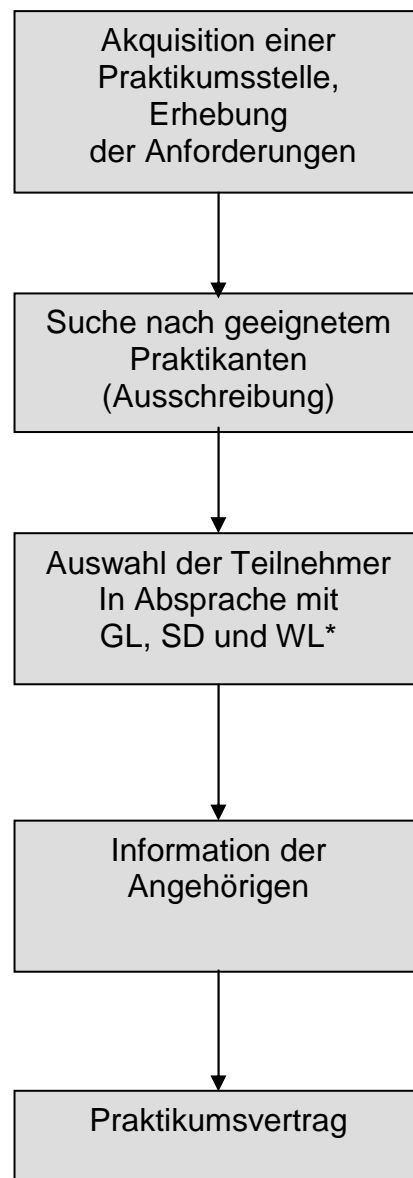 Akquisition einer
Praktikumsstelle,
Erhebung
der Anforderungen
Suche nach geeignetem
Praktikanten
(Ausschreibung)
Auswahl der Teilnehmer
In Absprache mit
GL, SD und WL*
Information der
Angehörigen
Praktikumsvertrag